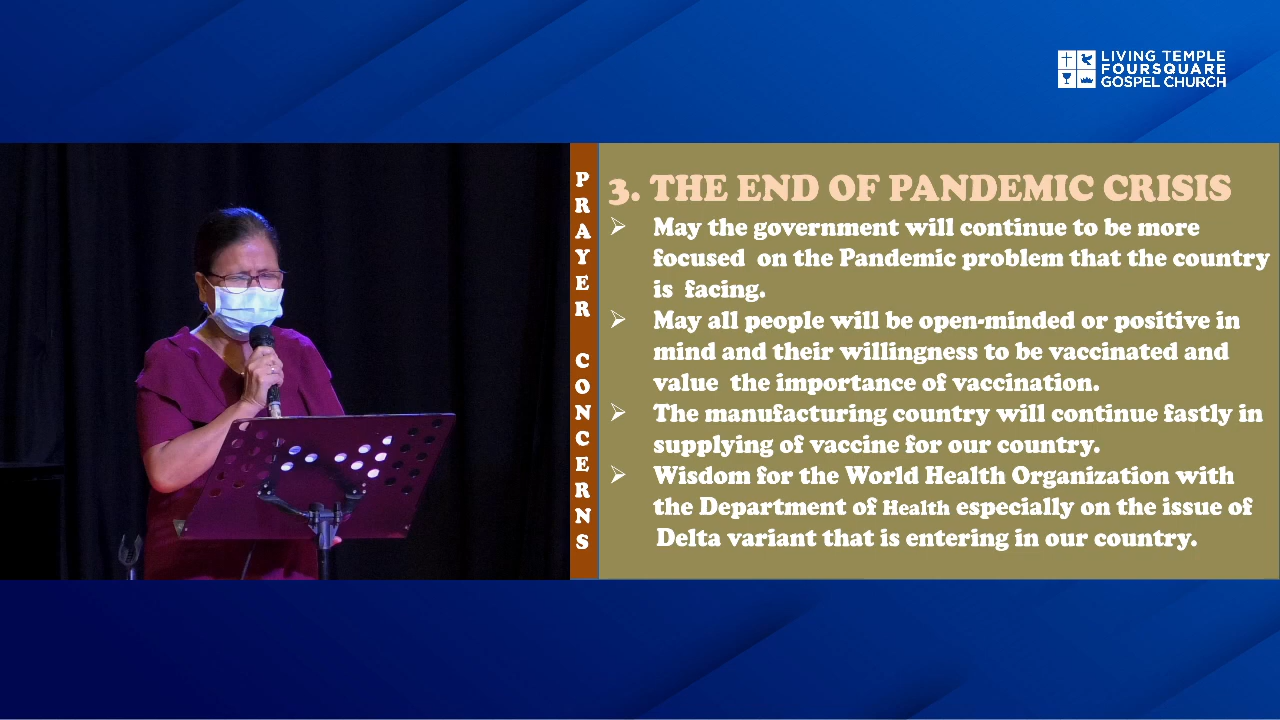 LIVING TEMPLE
FOURSQUARE
GOSPEL CHURCH
PRAYER CONCERNS
3. THE END OF PANDEMIC CRISIS
➢ May the government will continue to be more
focused on the Pandemic problem that the country
is facing.
➢ May all people will be open-minded or positive in
mind and their willingness to be vaccinated and
value the importance of vaccination.
➢ The manufacturing country will continue fastly in
supplying of vaccine for our country.
➢ Wisdom for the World Health Organization with
the Department of Health especially on the issue of
Delta variant that is entering in our country.